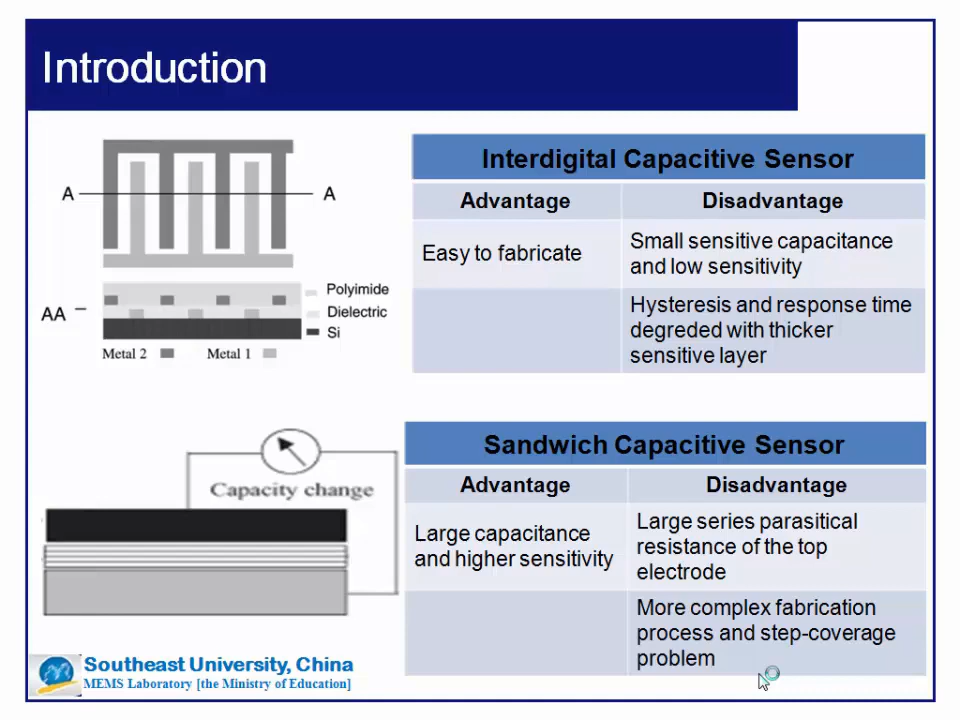 Introduction
A
A
AA
Polyimide
Dielectric
Si
Metal 2
Metal 1
Interdigital Capacitive Sensor
Advantage
Disadvantage
Easy to fabricate
Small sensitive capacitance
and low sensitivity
Hysteresis and response time
degreded with thicker
sensitive layer
Capacity change
Sandwich Capacitive Sensor
Advantage
Disadvantage
Large capacitance
and higher sensitivity
Large series parasitical
resistance of the top
electrode
More complex fabrication
process and step-coverage
problem
Southeast University, China
MEMS Laboratory [the Ministry of Education]